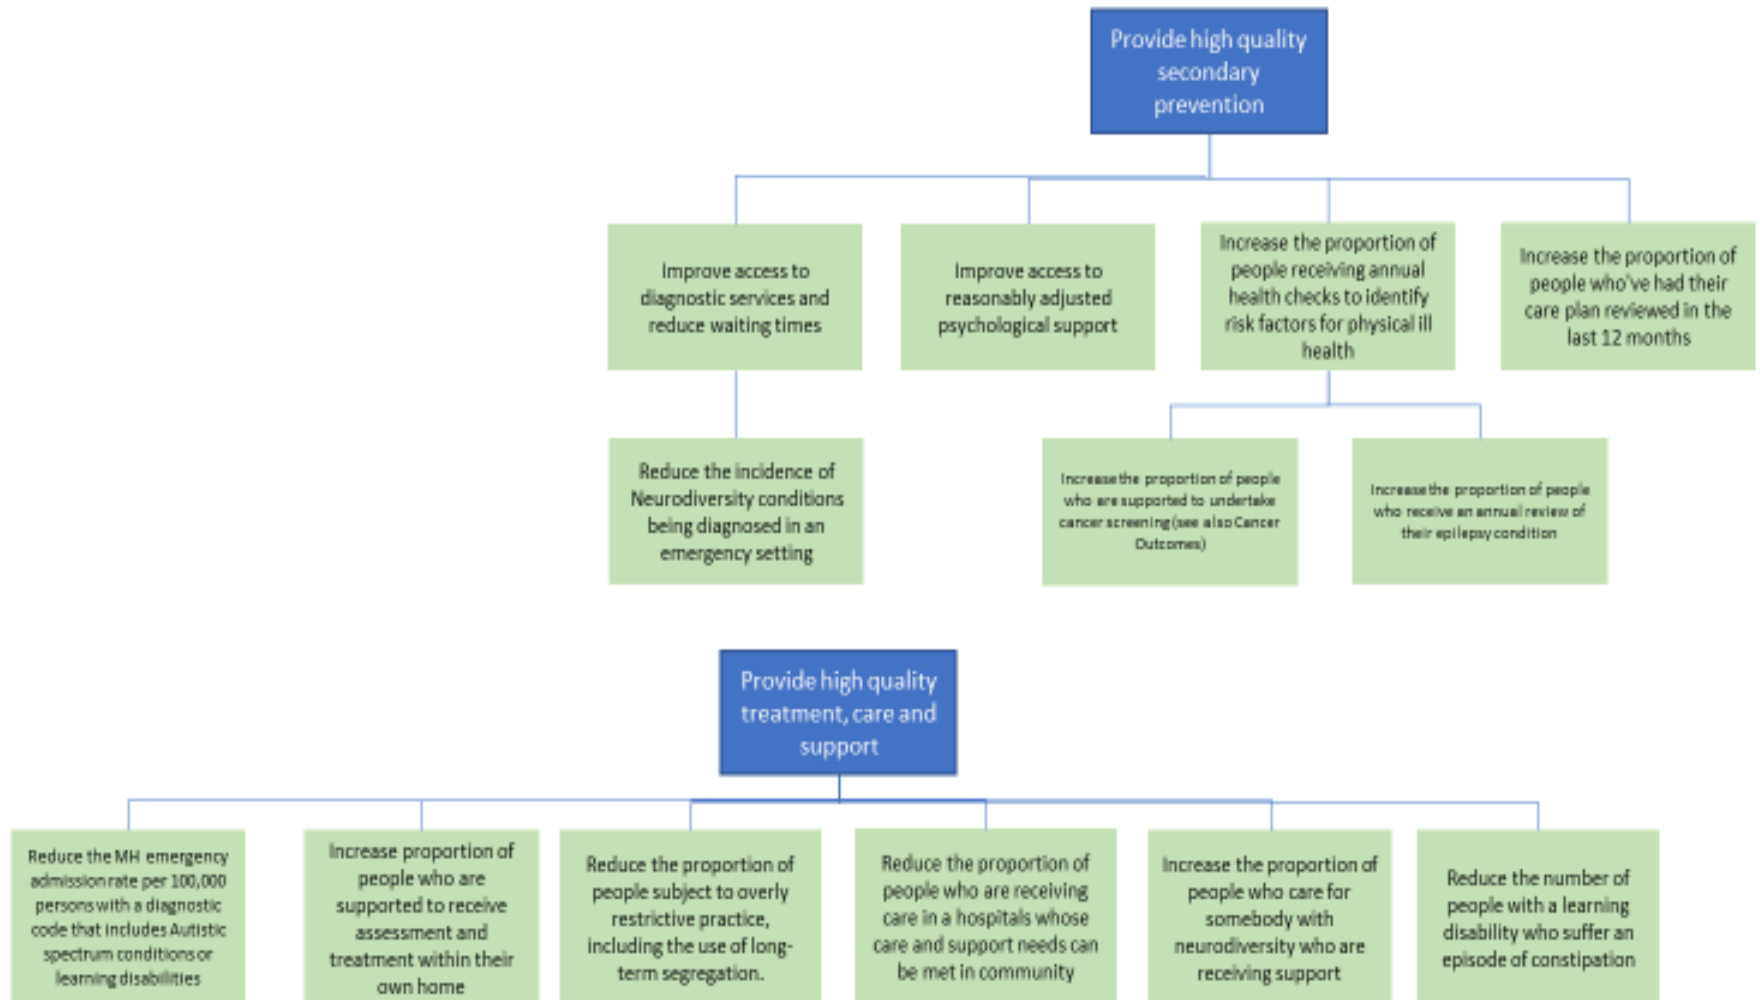 Provide high quality
secondary
prevention
Improve access to
diagnostic services and
reduce waiting times
Improve access to
reasonably adjusted
psychological support
Increase the proportion of
people receiving annual
health checks to identify
risk factors for physical ill
health
Increase the proportion of
people who've had their
care plan reviewed in the
last 12 months
Reduce the incidence of
Neurodiversity conditions
being diagnosed in an
emergency setting
Increase the proportion of people
who are supported to undertake
cancer screening (see also Cancer
Outcomes)
Increase the proportion of people
who receive an annual review of
their epilepsy condition
Provide high quality
treatment, care and
support
Reduce the MH emergency
admission rate per 100,000
persons with a diagnostic
code that includes Autistic
spectrum conditions or
learning disabilities
Increase proportion of
people who are
supported to receive
assessment and
treatment within their
own home
Reduce the proportion of
people subject to overly
restrictive practice,
including the use of long-
term segregation.
Reduce the proportion of
people who are receiving
care in a hospitals whose
care and support needs can
be met in community
Increase the proportion of
people who care for
somebody with
neurodiversity who are
receiving support
Reduce the number of
people with a learning
disability who suffer an
episode of constipation